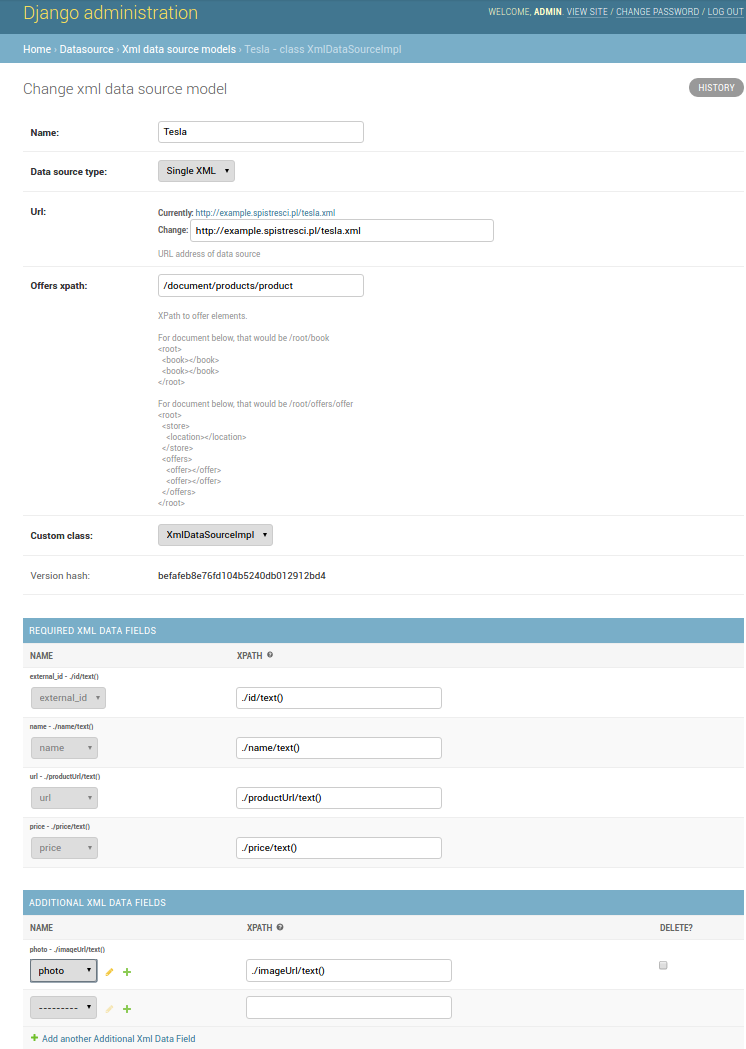 Django administration
WELCOME, ADMIN. VIEW SITE / CHANGE PASSWORD / LOG OUT
Home › Datasource › Xml data source models › Tesla - class XmlDataSourceImpl
Change xml data source model
HISTORY
Name:
Tesla
Data source type:
Single XML
Url:
Currently: http://example.spistresci.pl/tesla.xml
Change: http://example.spistresci.pl/tesla.xml
URL address of data source
Offers xpath:
/document/products/product
XPath to offer elements.
For document below, that would be /root/book
<root>
<book></book>
<book></book>
</root>
For document below, that would be /root/offers/offer
<root>
<store>
<location></location>
</store>
<offers>
<offer></offer>
<offer></offer>
</offers>
</root>
Custom class:
XmlDataSourceImpl
Version hash:
befafeb8e76fd104b5240db012912bd4
REQUIRED XML DATA FIELDS
NAME XPATH ?
external_id - ./id/text()
external_id ./id/text()
name - ./name/text()
name ./name/text()
url - ./productUrl/text()
url ./productUrl/text()
price - ./price/text()
price ./price/text()
ADDITIONAL XML DATA FIELDS
NAME XPATH ? DELETE?
photo - ./imageUrl/text()
photo ./imageUrl/text()
---------
Add another Additional Xml Data Field